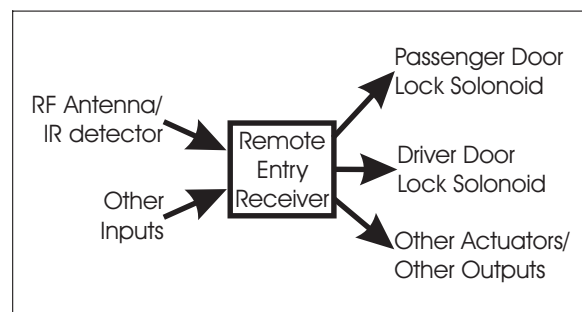 RF Antenna/
IR detector
Other
Inputs
Remote
Entry
Receiver
Passenger Door
Lock Solonoid
Driver Door
Lock Solonoid
Other Actuators/
Other Outputs